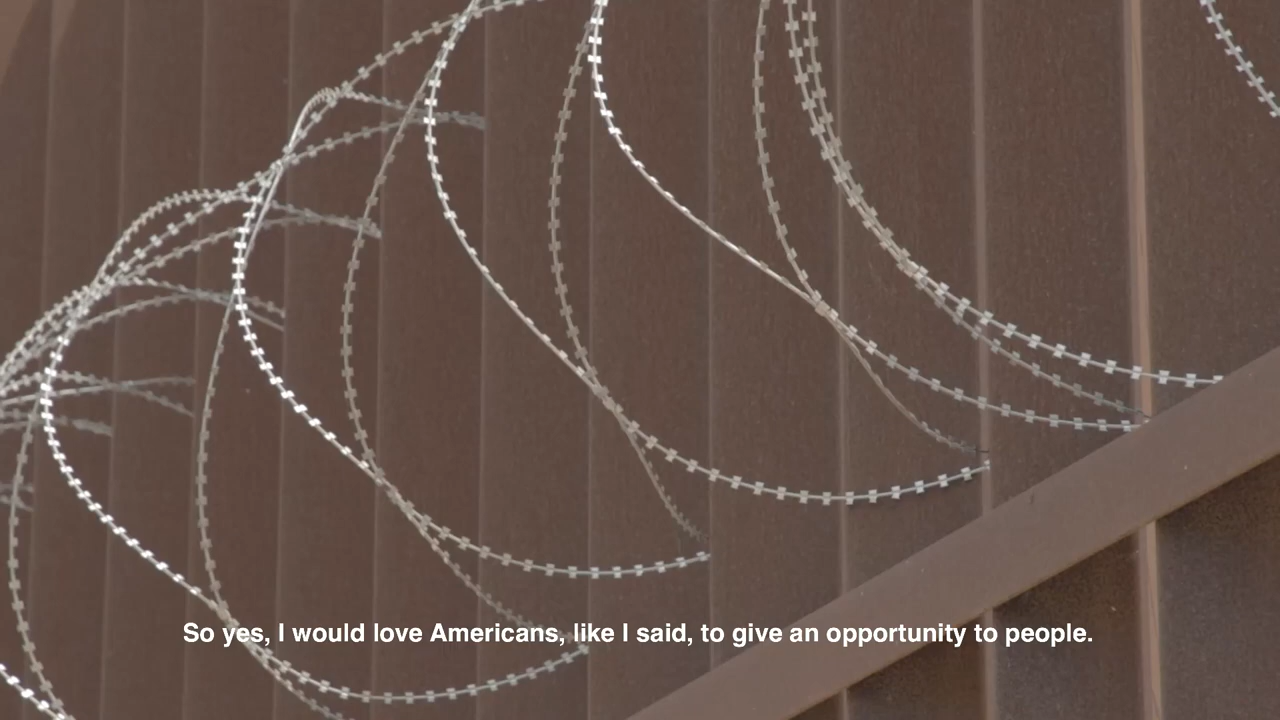 So yes, I would love Americans, like I said, to give an opportunity to people.